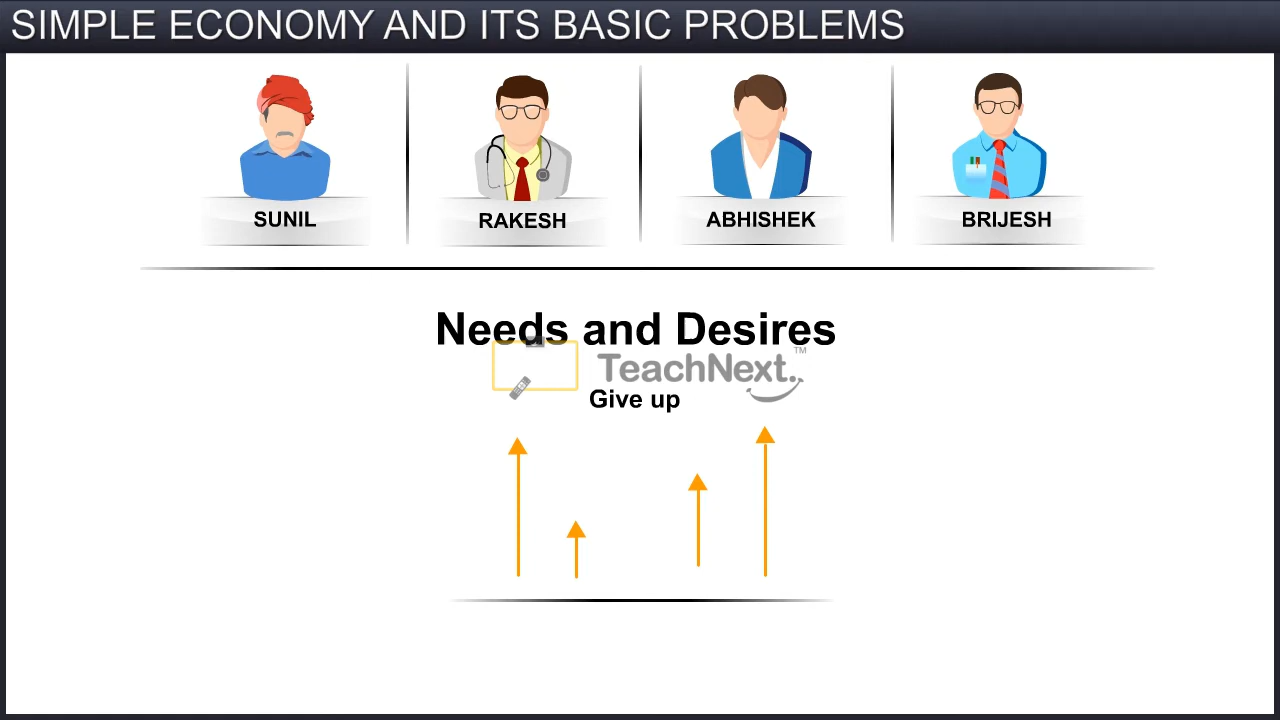 SIMPLE ECONOMY AND ITS BASIC PROBLEMS
SUNIL
RAKESH
ABHISHEK
BRIJESH
Needs and Desires
TeachNext.™
Give up